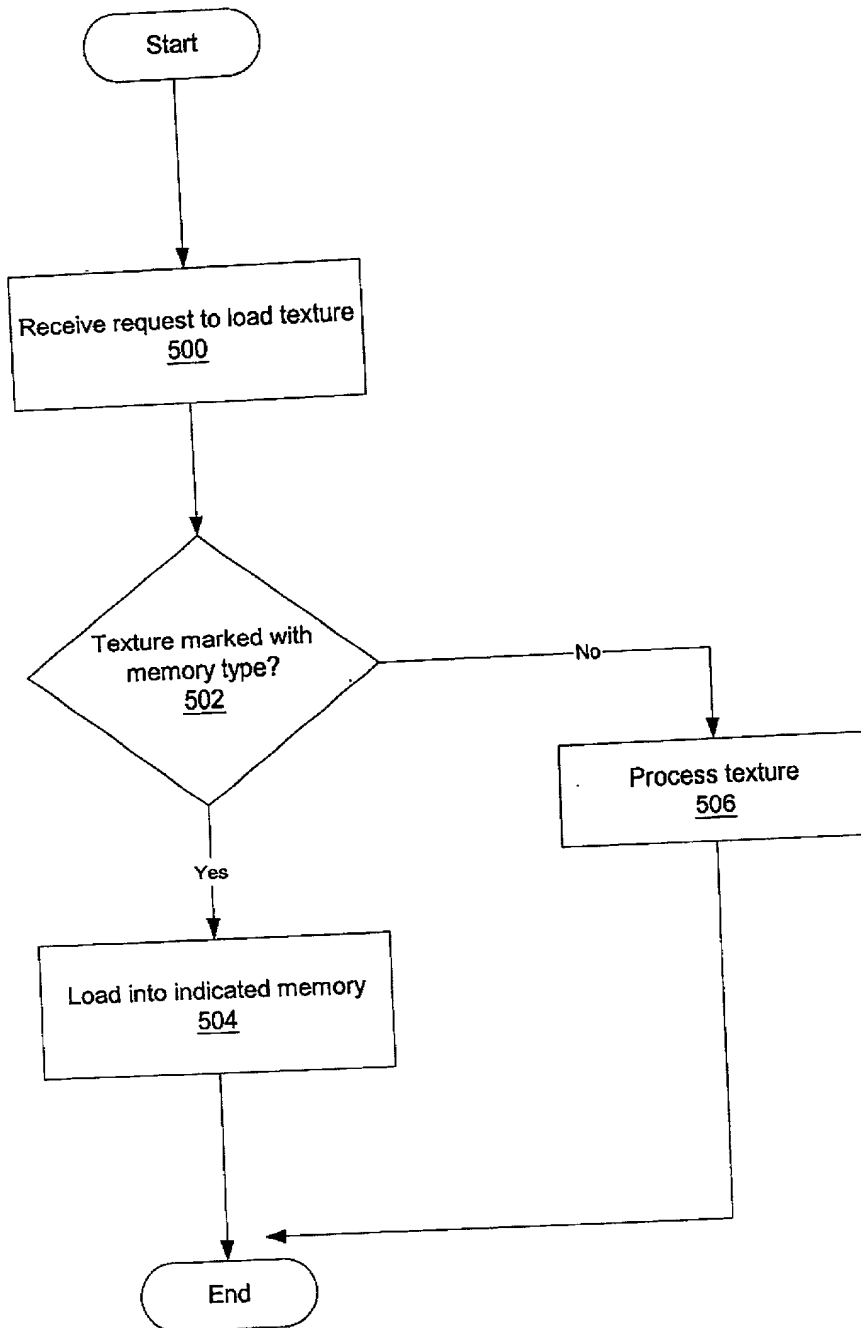 Start
Receive request to load texture
500
Texture marked with
memory type?
502
No
Process texture
506
Yes
Load into indicated memory
504
End